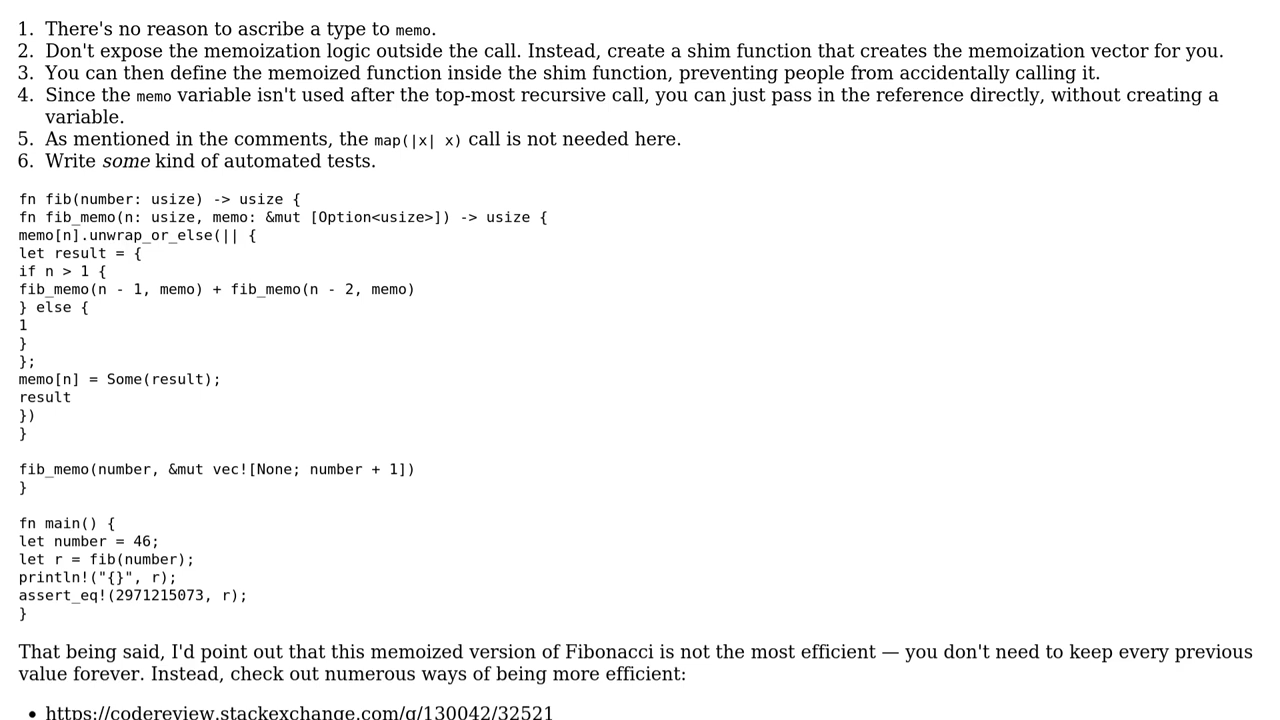 1. There's no reason to ascribe a type to memo.
2. Don't expose the memoization logic outside the call. Instead, create a shim function that creates the memoization vector for you.
3. You can then define the memoized function inside the shim function, preventing people from accidentally calling it.
4. Since the memo variable isn't used after the top-most recursive call, you can just pass in the reference directly, without creating a
variable.
5. As mentioned in the comments, the map(|x| x) call is not needed here.
6. Write some kind of automated tests.
fn fib(number: usize) -> usize {
fn fib_memo(n: usize, memo: &mut [Option<usize>]) -> usize {
memo[n].unwrap_or_else(|| {
let result = {
if n > 1 {
fib_memo(n - 1, memo) + fib_memo(n - 2, memo)
} else {
1
}
};
memo[n] = Some(result);
result
})
}
fib_memo(number, &mut vec![None; number + 1])
}
fn main() {
let number = 46;
let r = fib(number);
println!("{}", r);
assert_eq!(2971215073, r);
}
That being said, I'd point out that this memoized version of Fibonacci is not the most efficient — you don't need to keep every previous
value forever. Instead, check out numerous ways of being more efficient:
• https://codereview.stackexchange.com/q/130042/32521